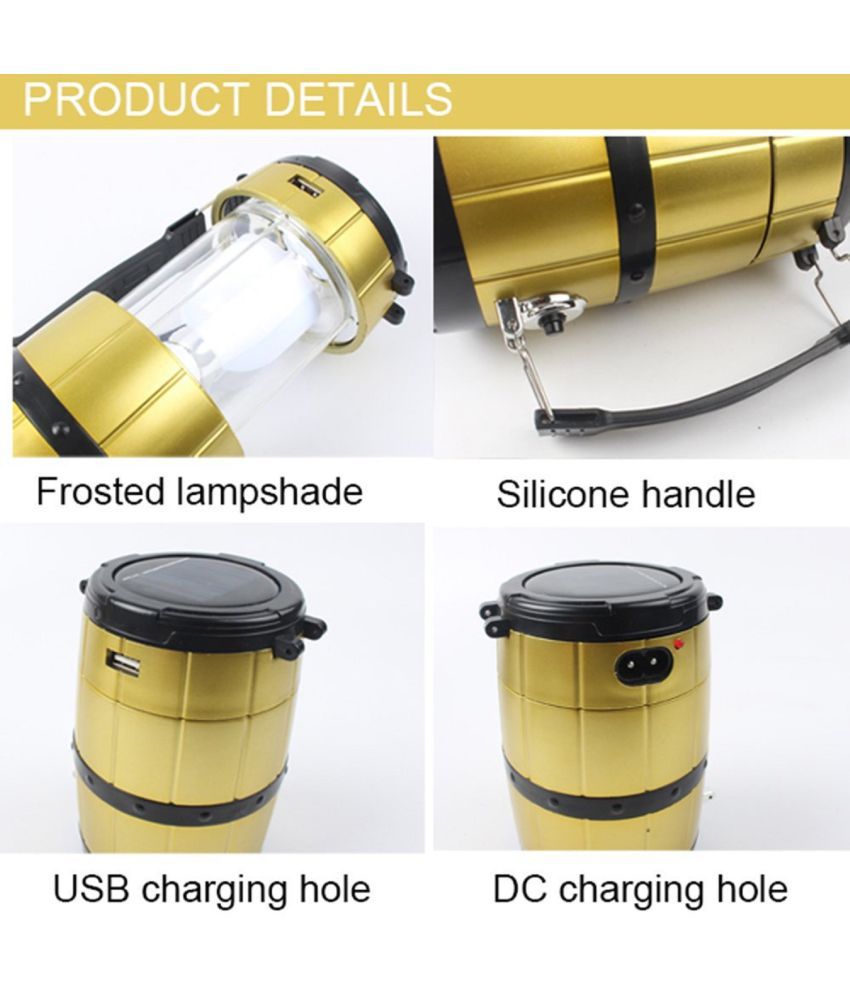 PRODUCT DETAILS
Frosted lampshade
Silicone handle
USB charging hole
DC charging hole